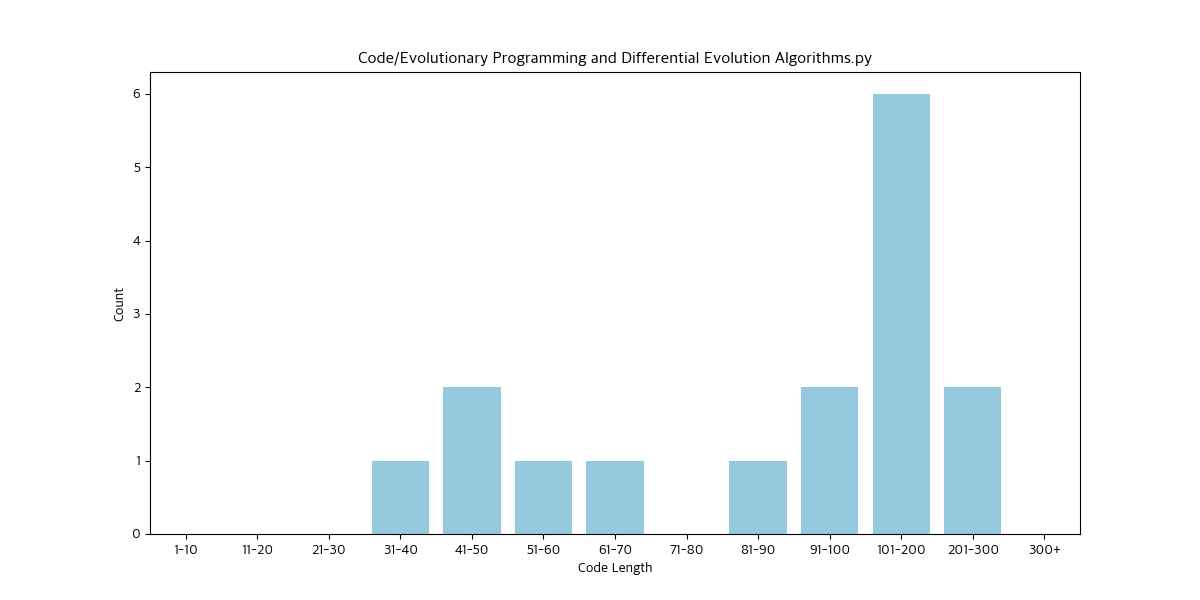 Code/Evolutionary Programming and Differential Evolution Algorithms.py
6
5
4
3
2
1
0
Count
1-10 11-20 21-30 31-40 41-50 51-60 61-70 71-80 81-90 91-100 101-200 201-300 300+
Code Length